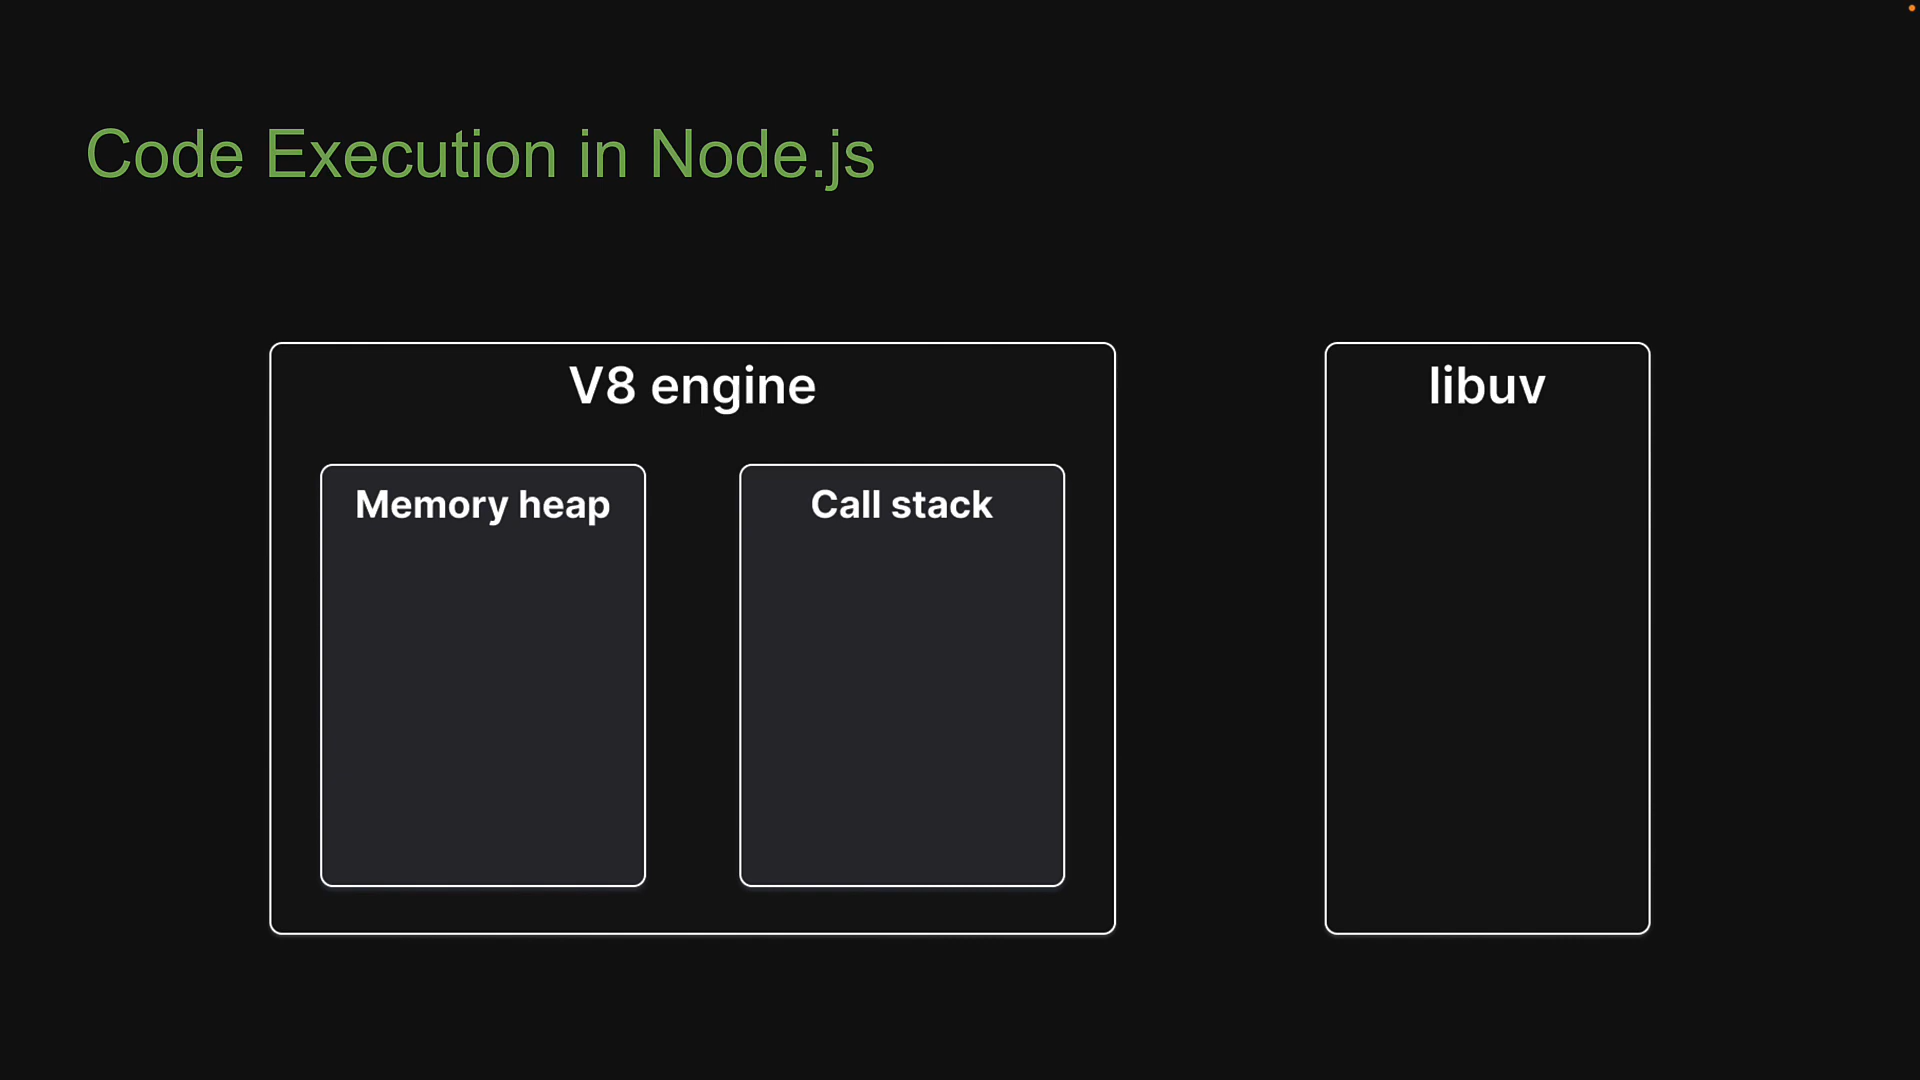 Code Execution in Node.js
V8 engine
libuv
Memory heap
Call stack